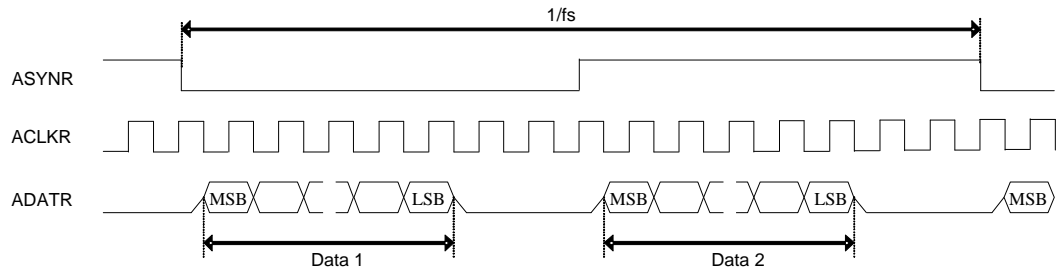 1/fs
ASYNR
ACLKR
ADATR
MSB
LSB
MSB
LSB
MSB
Data 1
Data 2